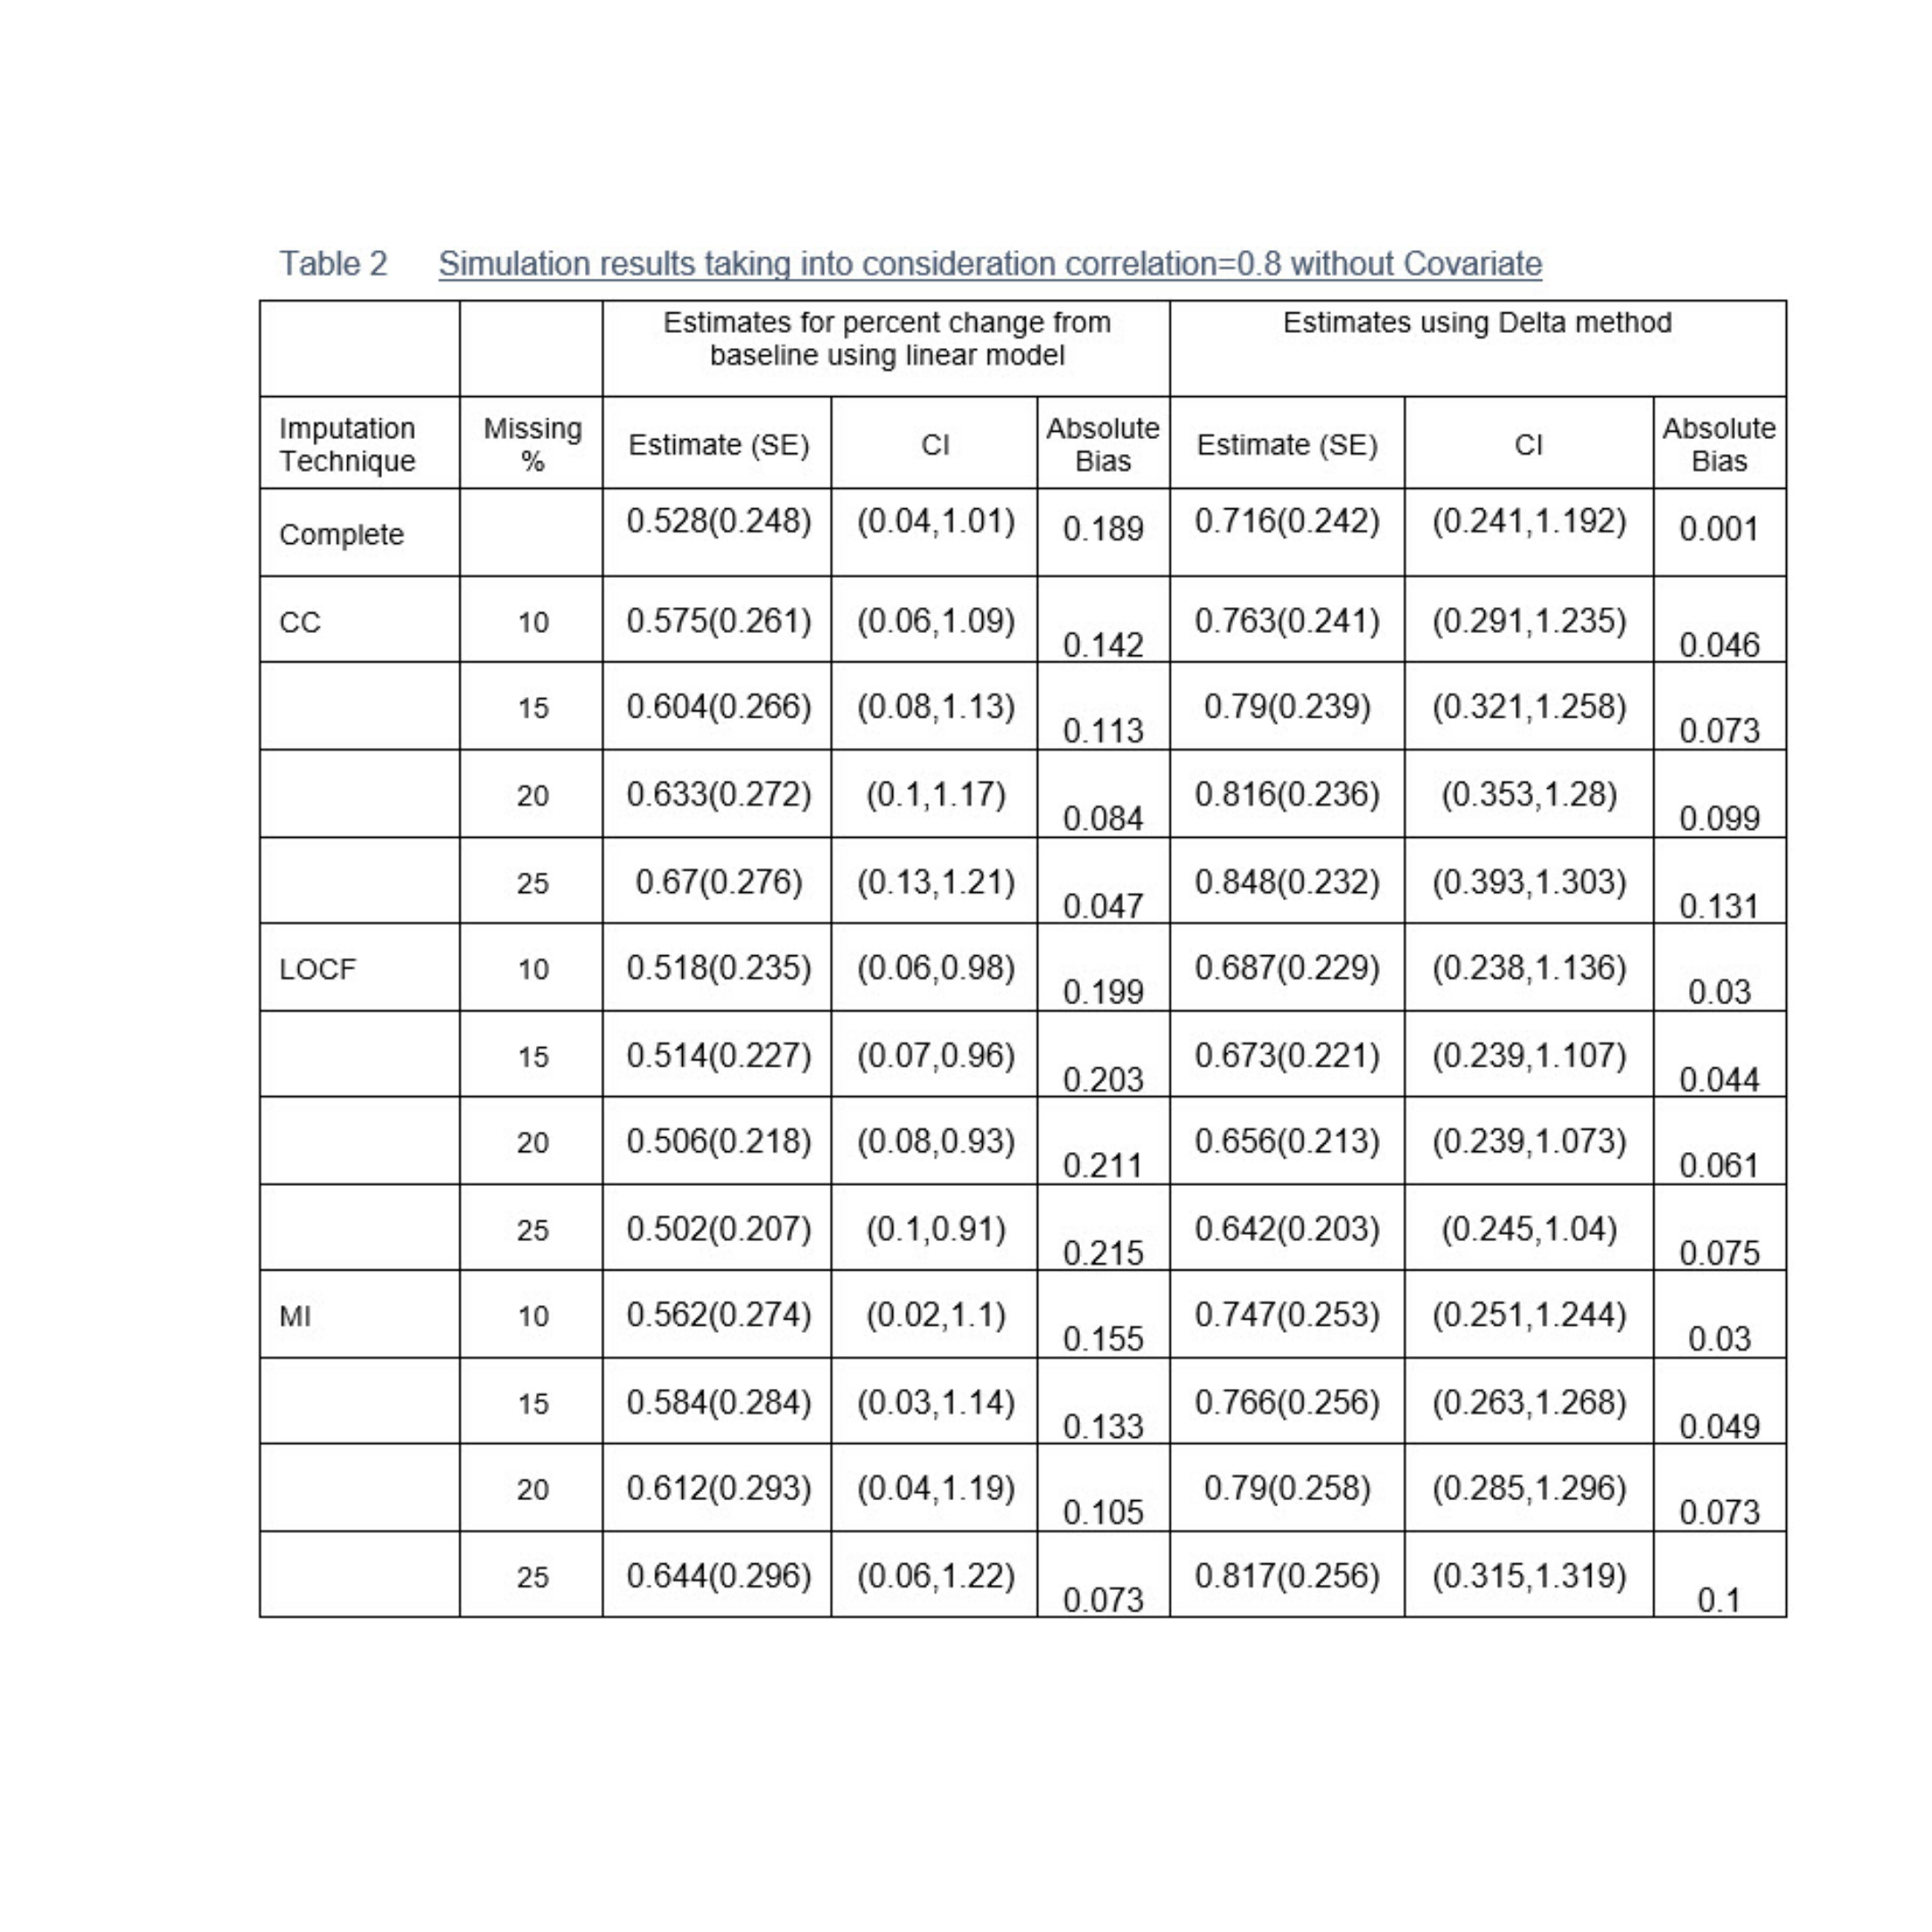 Table 2 Simulation results taking into consideration correlation=0.8 without Covariate
Estimates for percent change from Estimates using Delta method
baseline using linear model
Imputation Missing Estimate (SE) CI Absolute Estimate (SE) CI Absolute
Technique % Bias Bias
Complete 0.528(0.248) (0.04,1.01) 0.189 0.716(0.242) (0.241,1.192) 0.001
CC 10 0.575(0.261) (0.06,1.09) 0.142 0.763(0.241) (0.291,1.235) 0.046
15 0.604(0.266) (0.08,1.13) 0.113 0.79(0.239) (0.321,1.258) 0.073
20 0.633(0.272) (0.1,1.17) 0.084 0.816(0.236) (0.353,1.28) 0.099
25 0.67(0.276) (0.13,1.21) 0.047 0.848(0.232) (0.393,1.303) 0.131
LOCF 10 0.518(0.235) (0.06,0.98) 0.199 0.687(0.229) (0.238,1.136) 0.03
15 0.514(0.227) (0.07,0.96) 0.203 0.673(0.221) (0.239,1.107) 0.044
20 0.506(0.218) (0.08,0.93) 0.211 0.656(0.213) (0.239,1.073) 0.061
25 0.502(0.207) (0.1,0.91) 0.215 0.642(0.203) (0.245,1.04) 0.075
MI 10 0.562(0.274) (0.02,1.1) 0.155 0.747(0.253) (0.251,1.244) 0.03
15 0.584(0.284) (0.03,1.14) 0.133 0.766(0.256) (0.263,1.268) 0.049
20 0.612(0.293) (0.04,1.19) 0.105 0.79(0.258) (0.285,1.296) 0.073
25 0.644(0.296) (0.06,1.22) 0.073 0.817(0.256) (0.315,1.319) 0.1